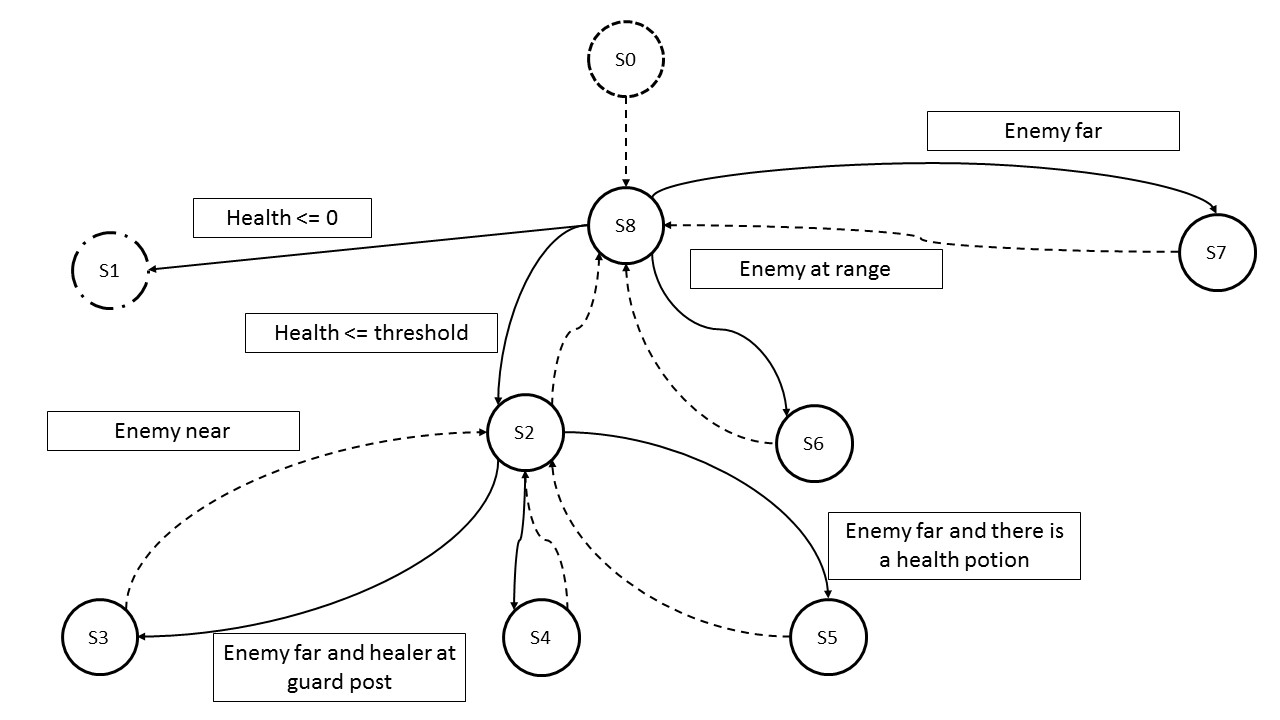 S0
Enemy far
Health <= 0
S8
S7
S1
Enemy at range
Health <= threshold
Enemy near
S2
S6
Enemy far and there is
a health potion
S3
S4
S5
Enemy far and healer at
guard post